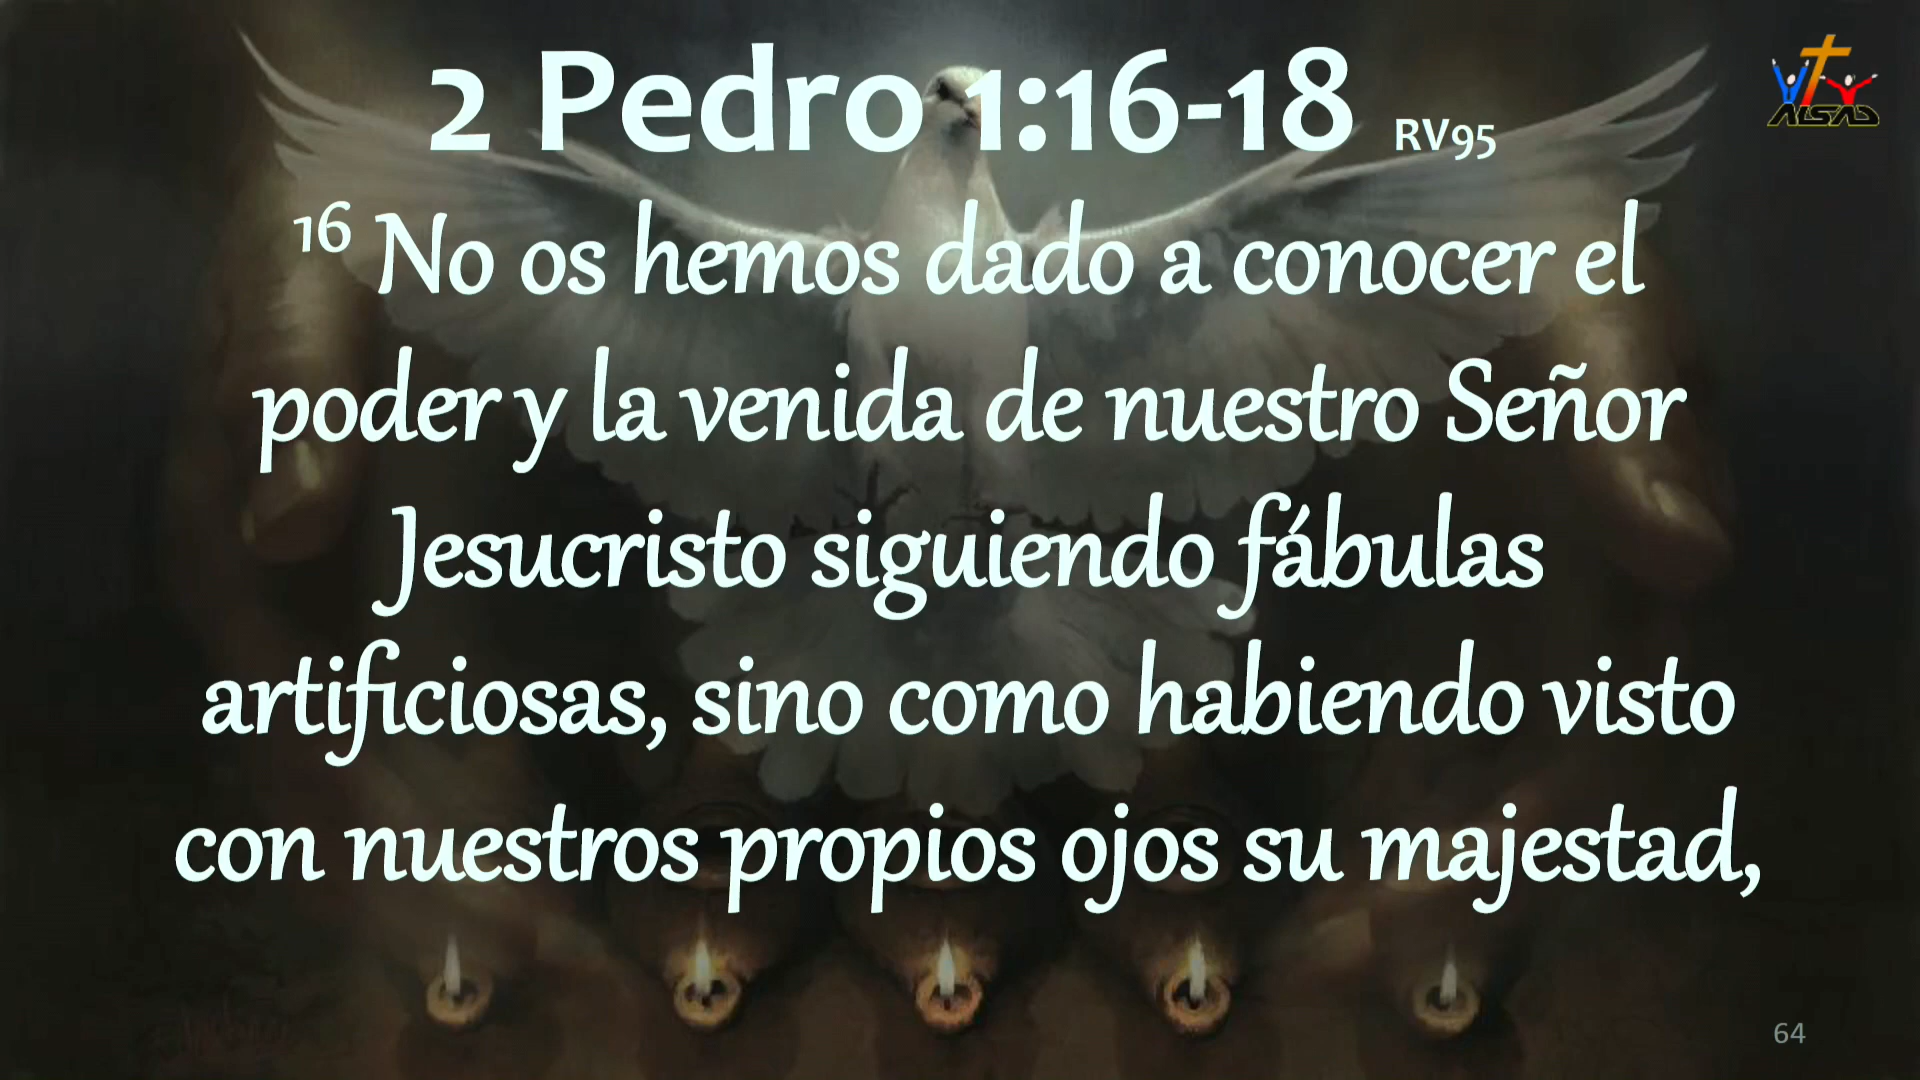 2 Pedro 1:16-18 RV95
16 No os hemos dado a conocer el
poder y la venida de nuestro Señor
Jesucristo siguiendo fábulas
artificiosas, sino como habiendo visto
con nuestros propios ojos su majestad,
ALSAD
64